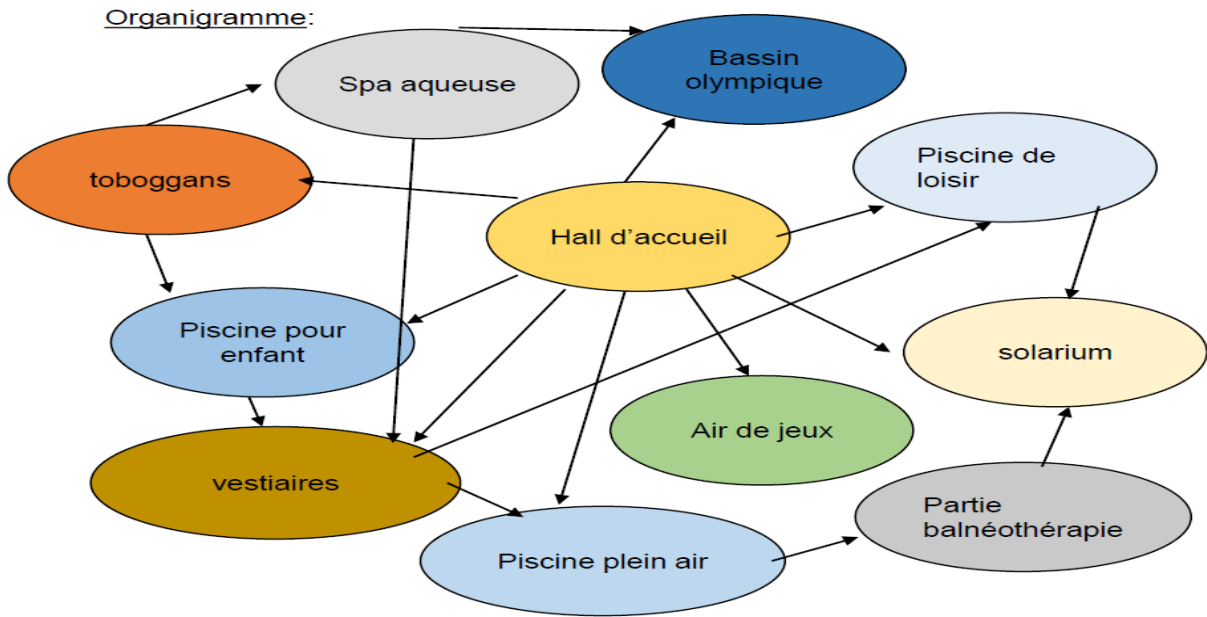 Organigramme:
Spa aqueuse
Bassin
olympique
toboggans
Piscine de
loisir
Hall d’accueil
Piscine pour
enfant
solarium
Air de jeux
vestiaires
Partie
balnéothérapie
Piscine plein air